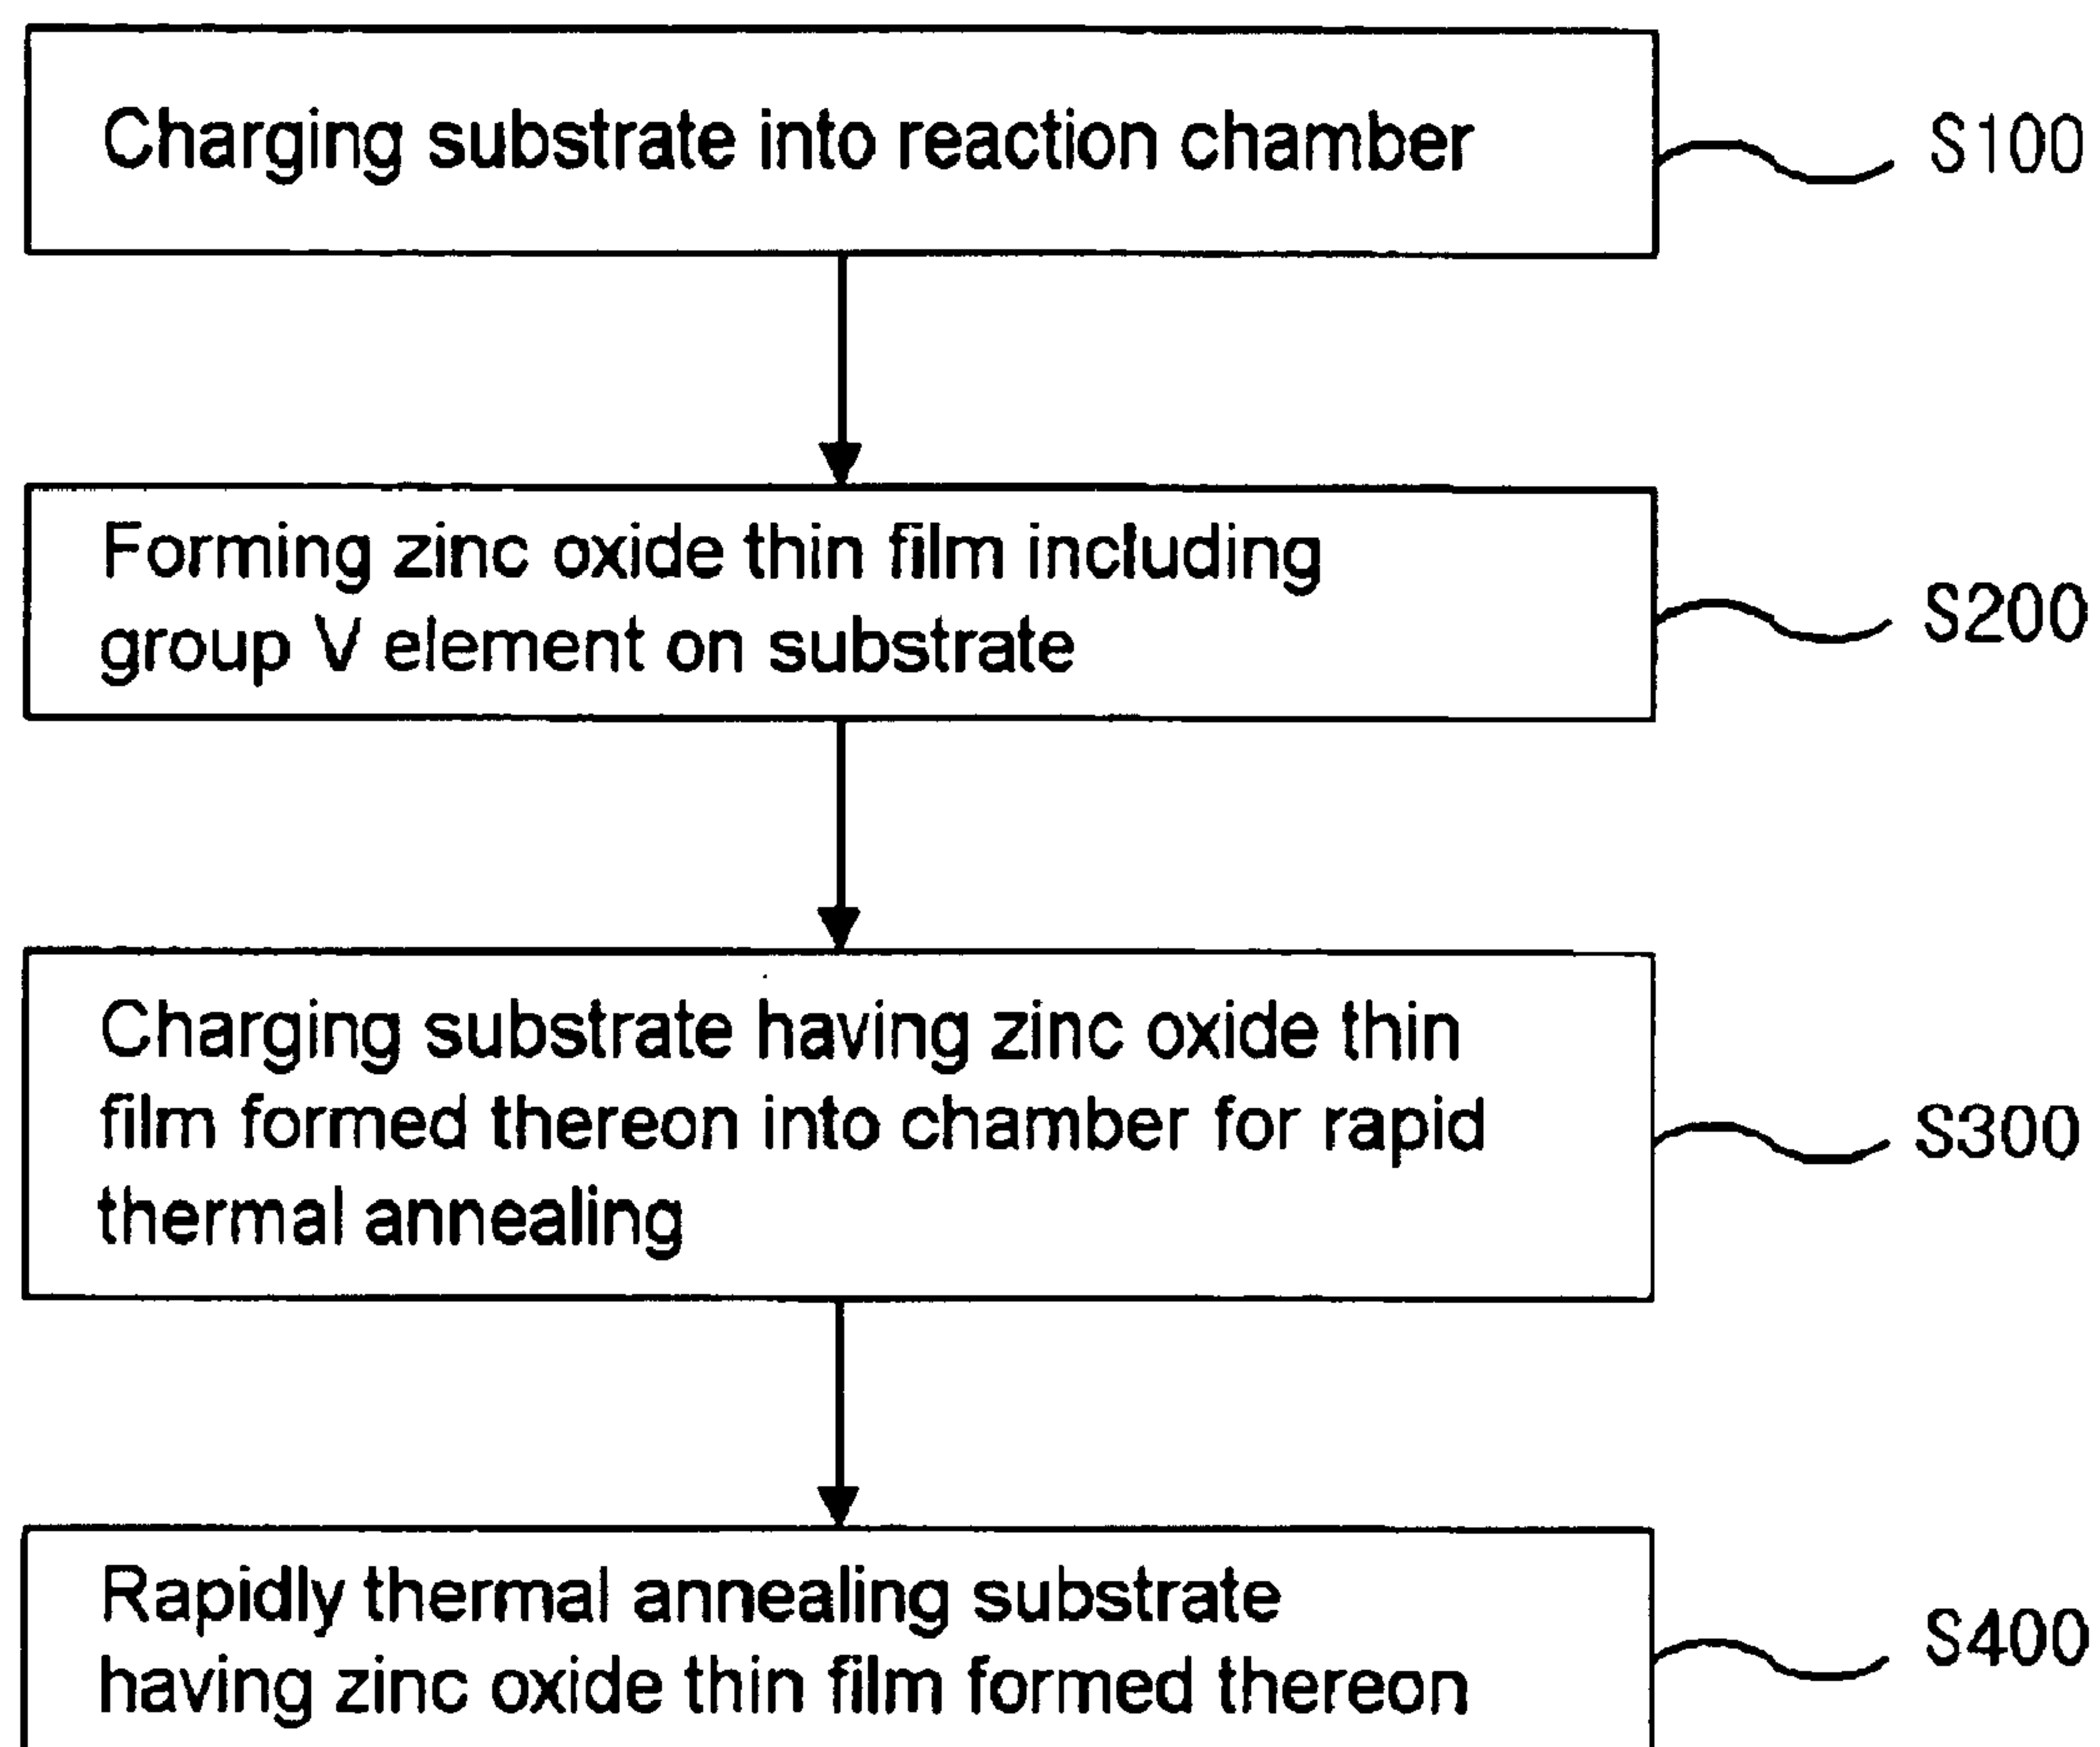 Charging substrate into reaction chamber
S100
Forming zinc oxide thin film including
group V element on substrate
S200
Charging substrate having zinc oxide thin
film formed thereon into chamber for rapid
thermal annealing
S300
Rapidly thermal annealing substrate
having zinc oxide thin film formed thereon
S400